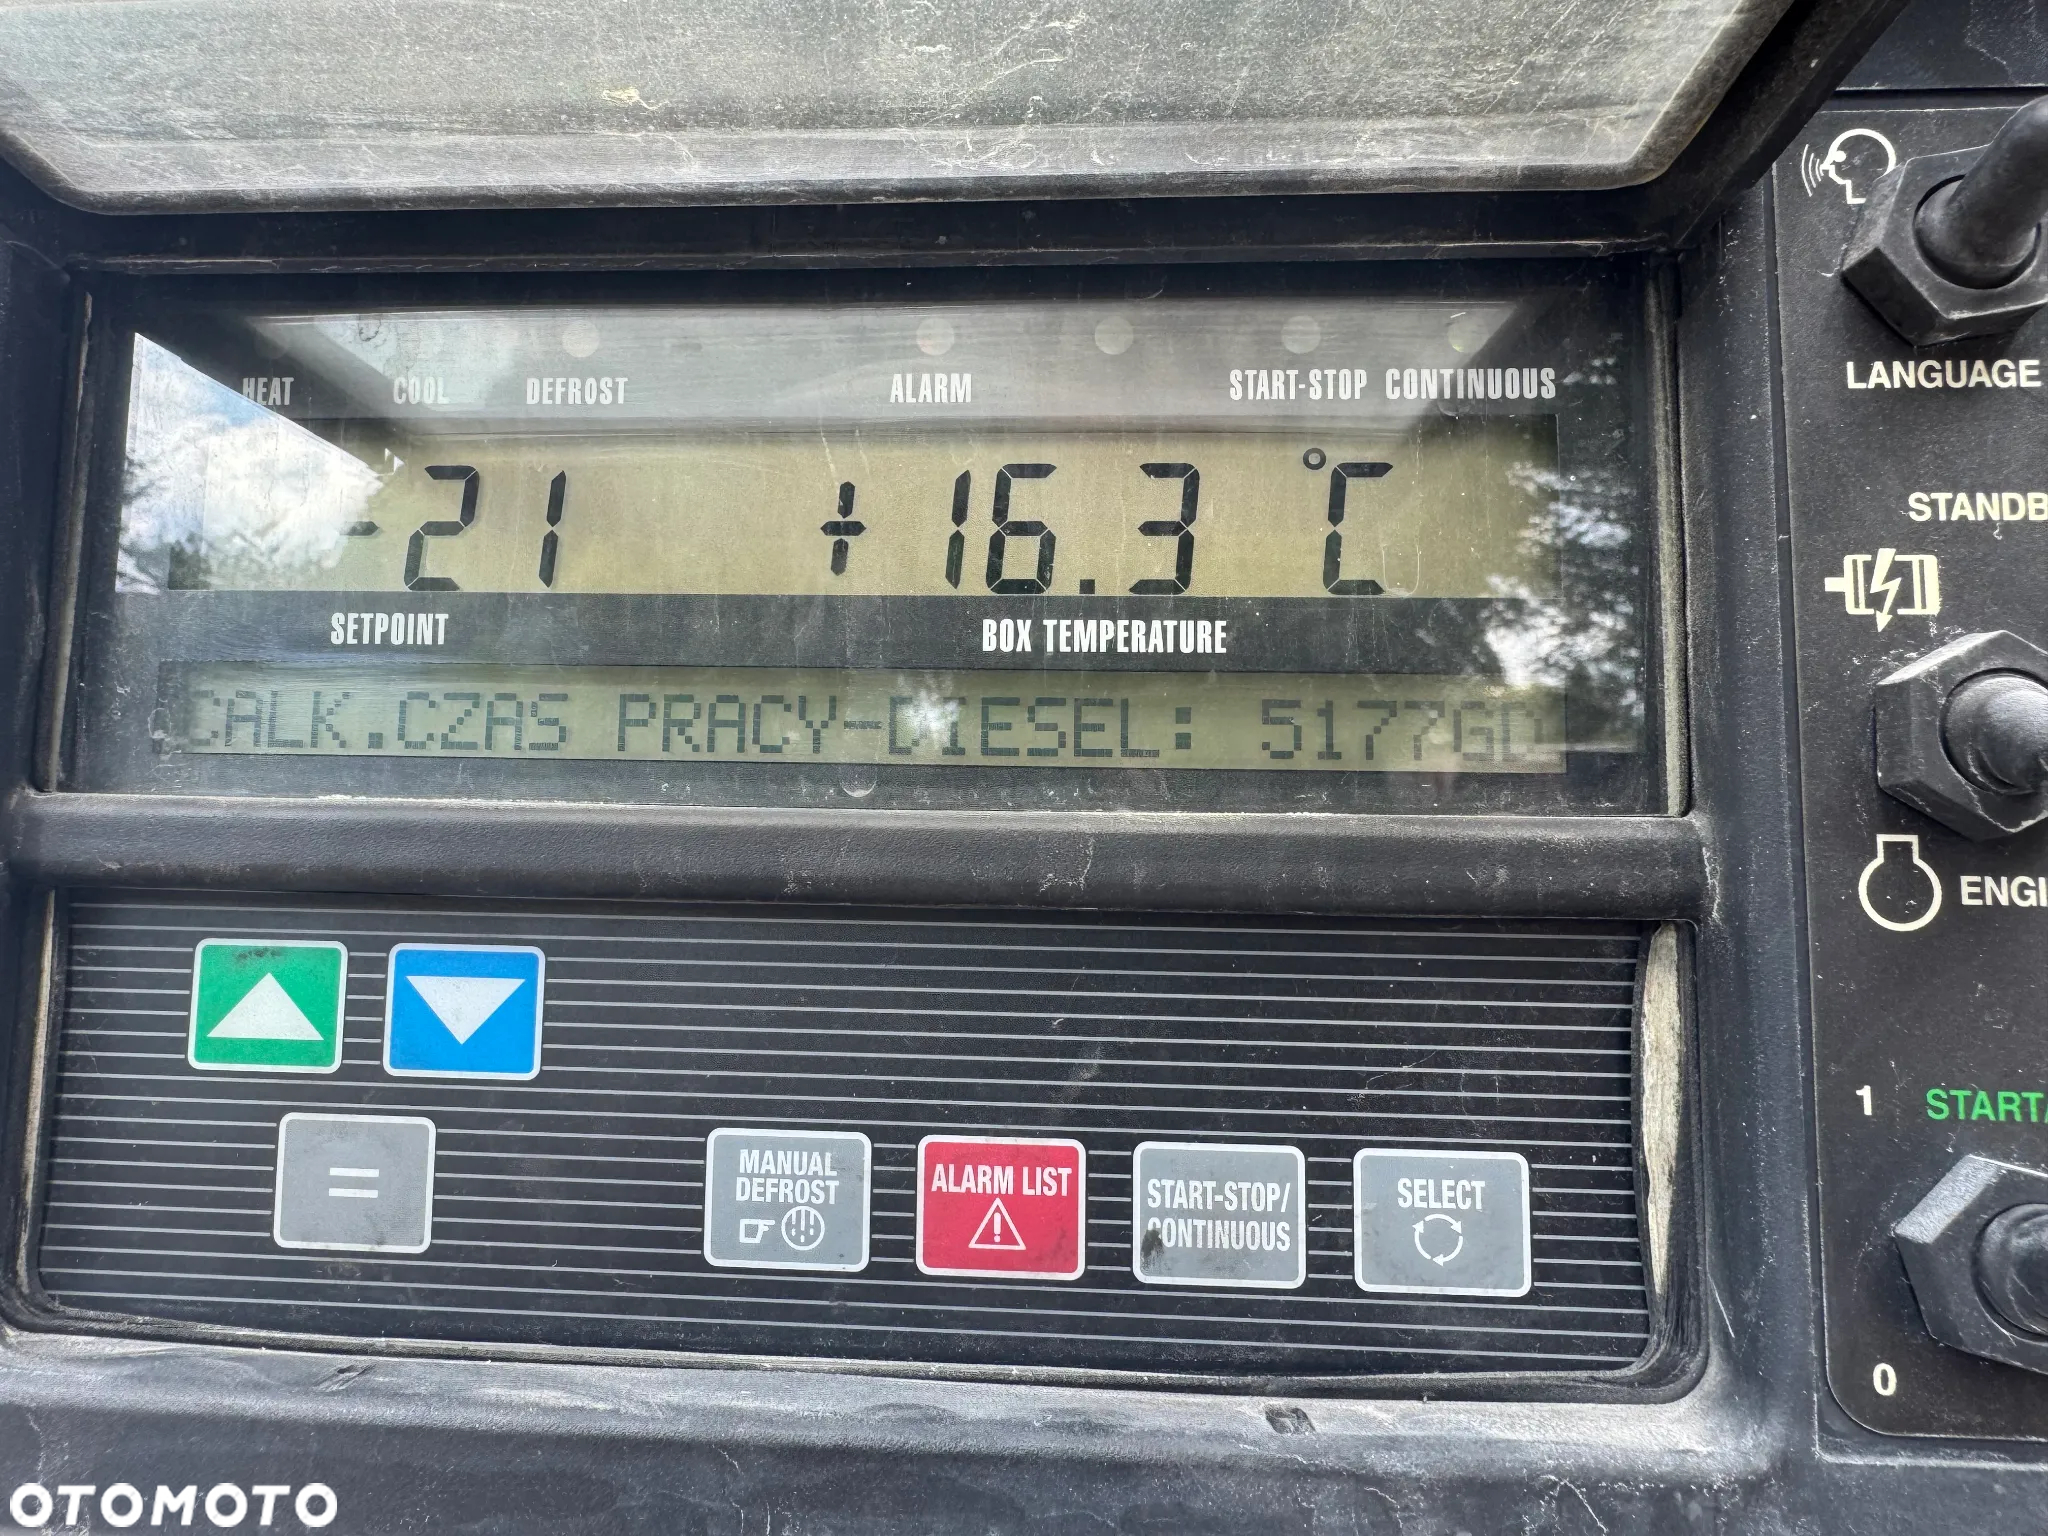 HEAT COOL DEFROST ALARM START-STOP CONTINUOUS
-21 +16.3 °C
SETPOINT BOX TEMPERATURE
CALK.CZAS PRACY-DIESEL: 5177GD
LANGUAGE
STANDB
ENGI
1 START/
0
=
MANUAL
DEFROST
ALARM LIST
START-STOP/
CONTINUOUS
SELECT
OTOMOTO